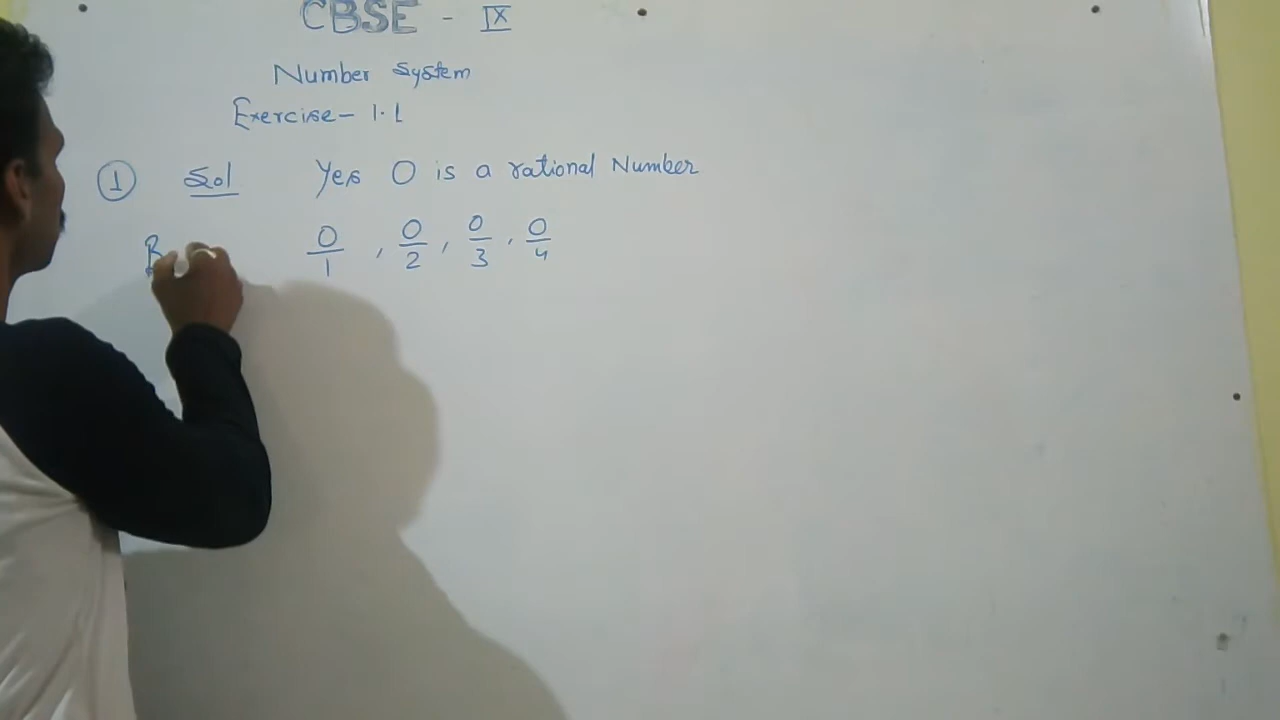 CBSE - IX
Number System
Exercise - 1.1
① Sol Yes 0 is a rational Number
0/1, 0/2, 0/3, 0/4